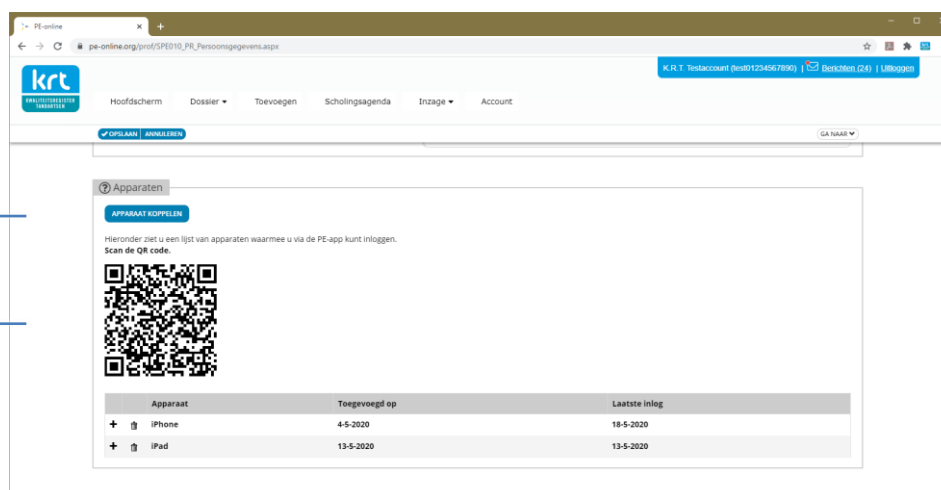 PE-online
pe-online.org/prof/SPE010_PR_Persoonsgegevens.aspx
krt
KWALITEITSREGISTER
TANDARTSEN
K.R.T. Testaccount (test01234567890) | Berichten (24) | Uitloggen
Hoofdscherm Dossier Toevoegen Scholingsagenda Inzage Account
OPSLAAN | ANNULEREN
GA NAAR
Apparaten
APPARAAT KOPPELEN
Hieronder ziet u een lijst van apparaten waarmee u via de PE-app kunt inloggen.
Scan de QR code.
Apparaat Toegevoegd op Laatste inlog
iPhone 4-5-2020 18-5-2020
iPad 13-5-2020 13-5-2020